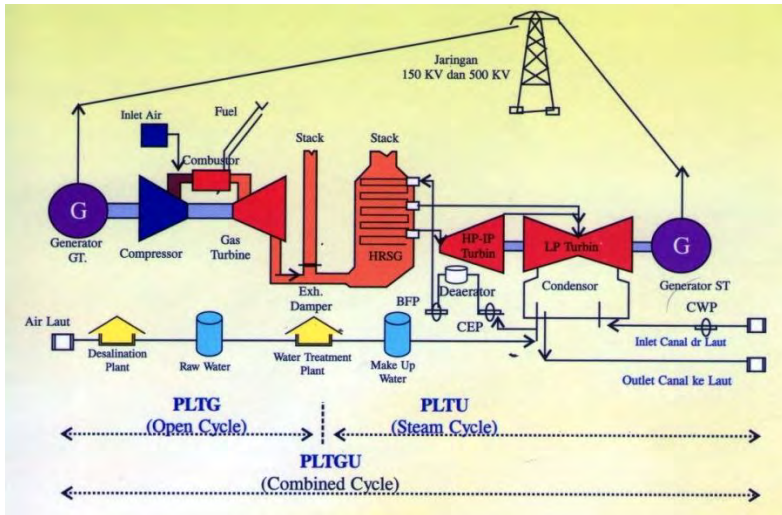 Jaringan
150 KV dan 500 KV
Fuel
Inlet Air
Combustor
Stack
Stack
G
Generator
GT.
Compressor
Gas
Turbine
Exh.
Damper
HRSG
HP-IP
Turbin
LP Turbin
G
Generator ST
Condensor
Deaerator
BFP
CEP
CWP
Air Laut
Desalination
Plant
Raw Water
Water Treatment
Plant
Make Up
Water
Inlet Canal dr Laut
Outlet Canal ke Laut
PLTG
(Open Cycle)
PLTU
(Steam Cycle)
PLTGU
(Combined Cycle)